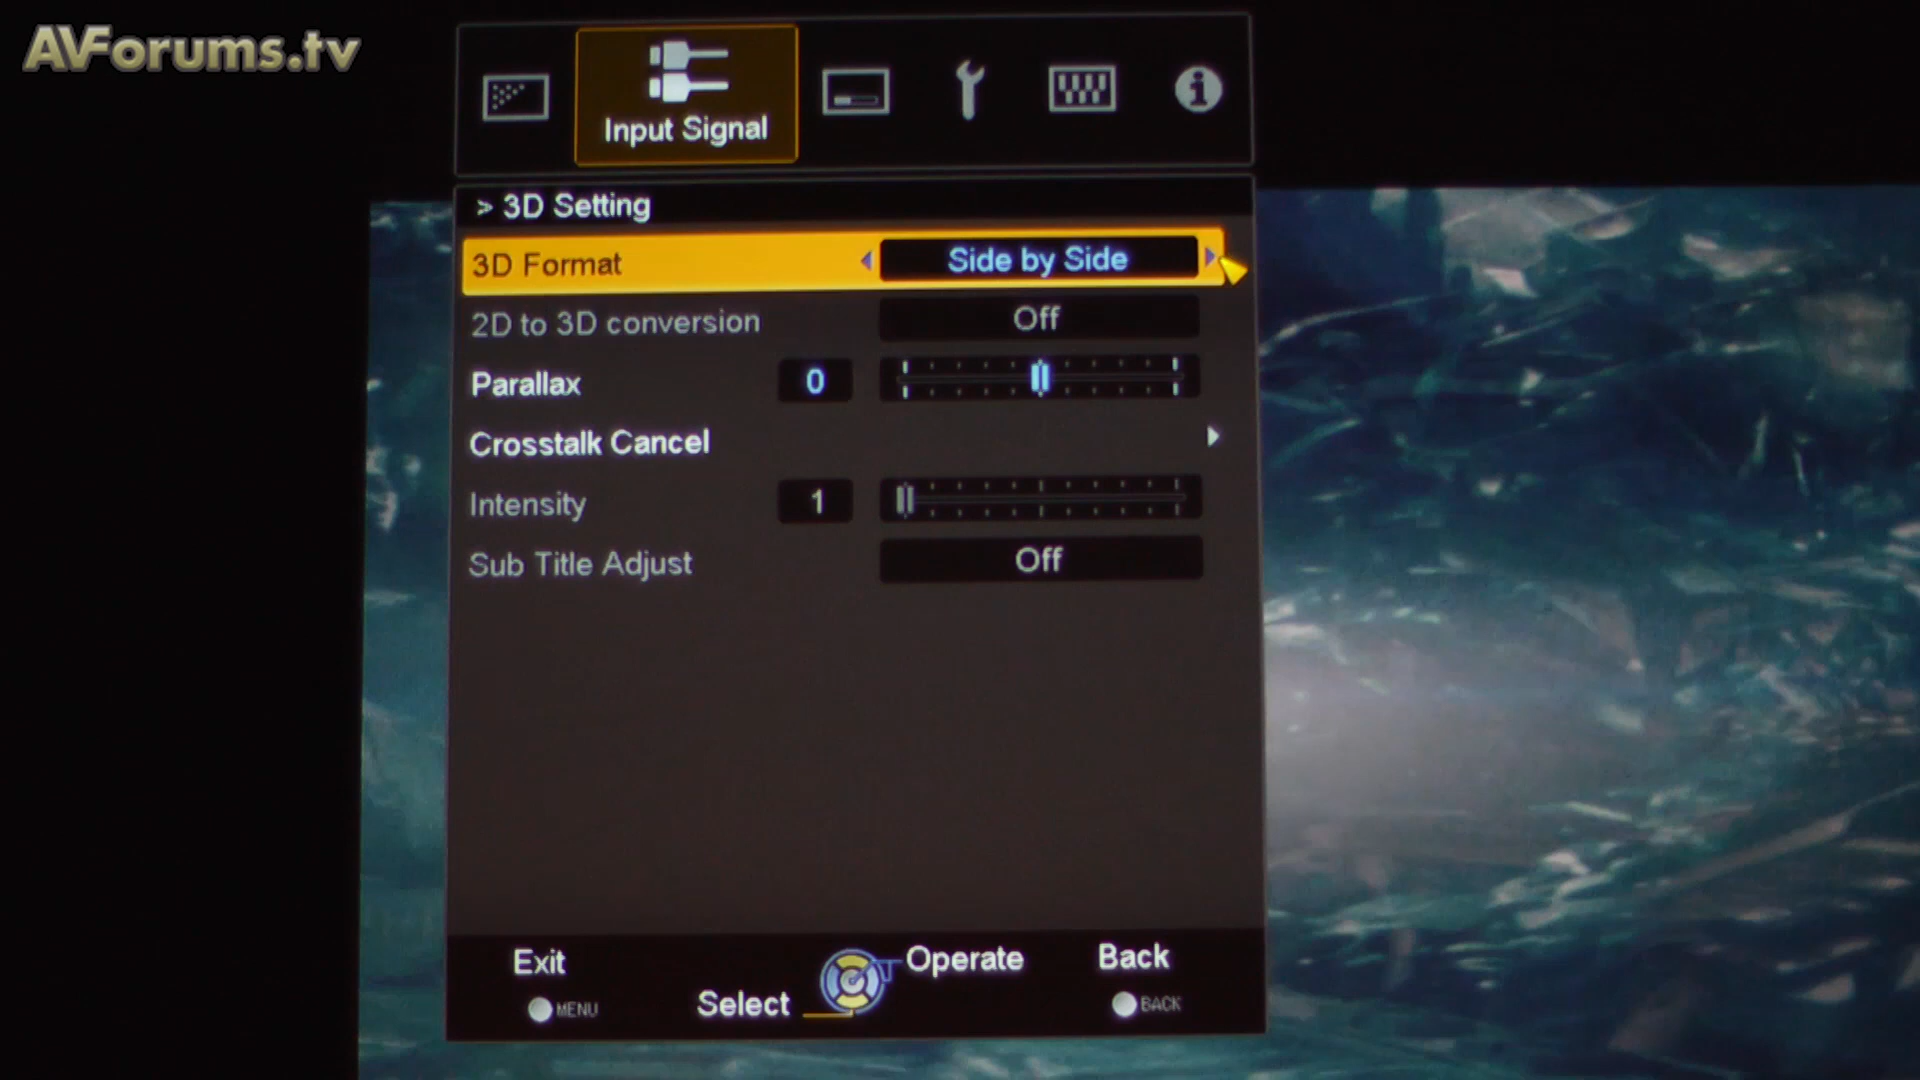 AVForums.tv
Input Signal
> 3D Setting
3D Format Side by Side
2D to 3D conversion Off
Parallax 0
Crosstalk Cancel
Intensity 1
Sub Title Adjust Off
Exit Operate Back
MENU Select BACK